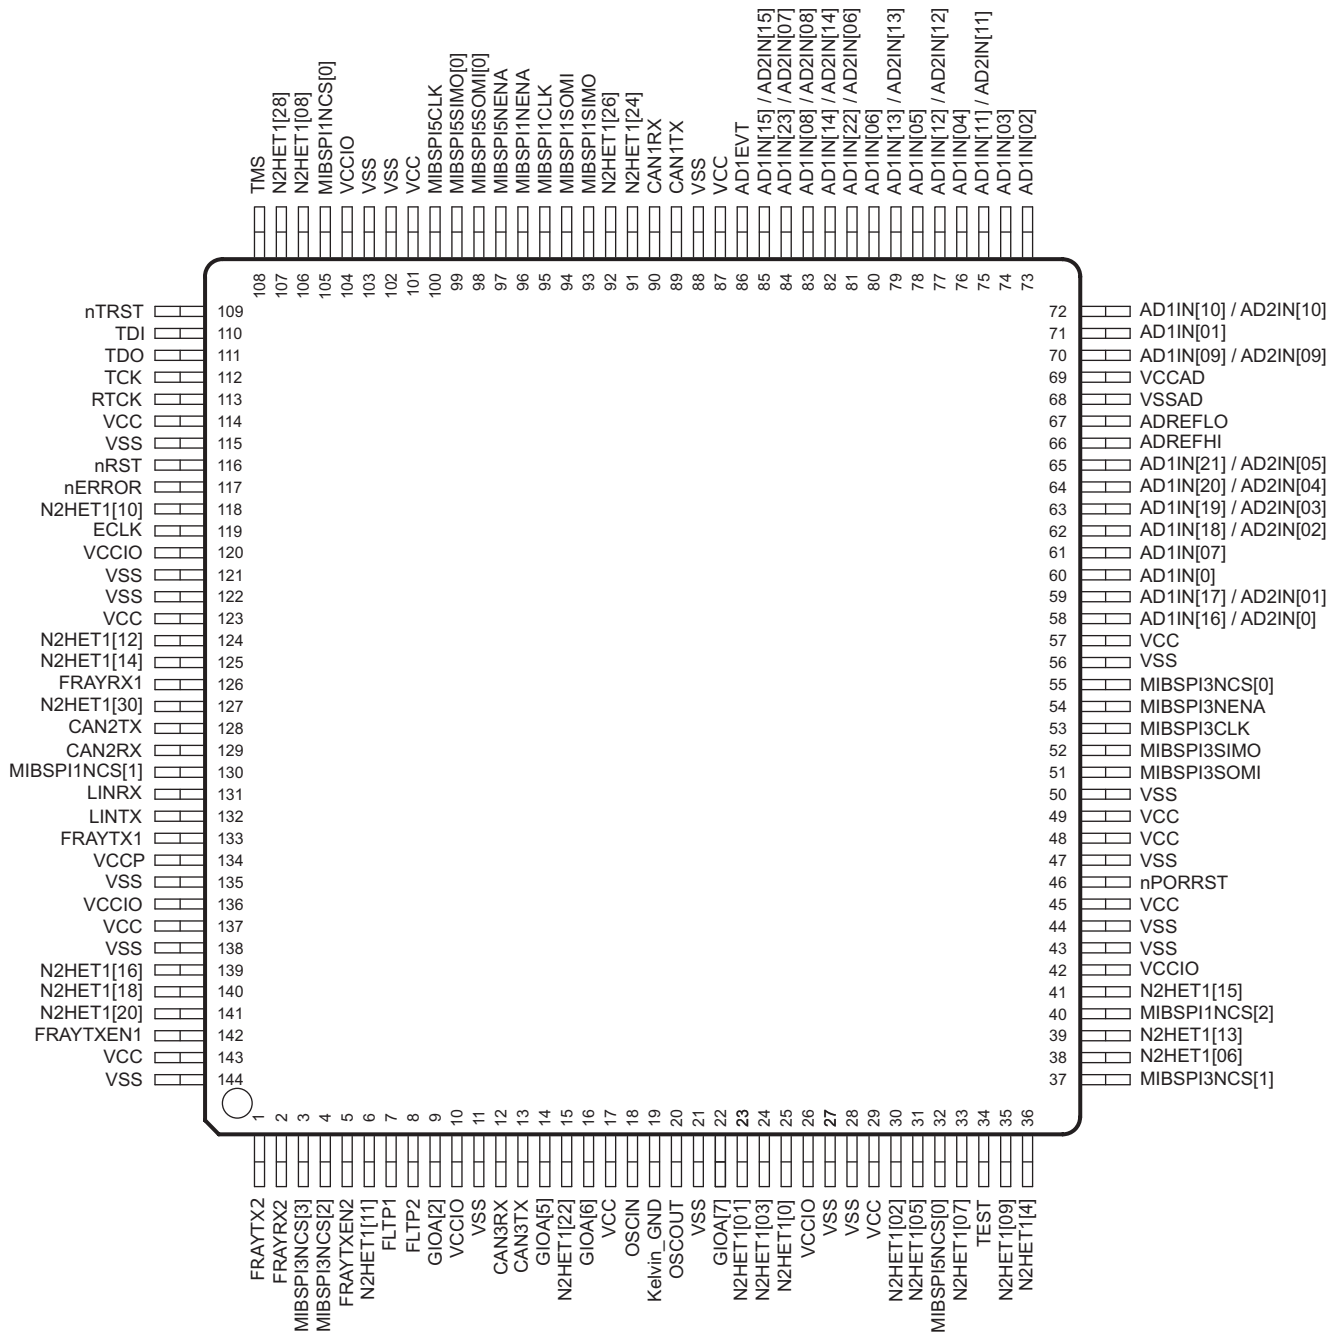 TMS
N2HET1[28]
N2HET1[08]
MIBSPI1NCS[0]
VCCIO
VSS
VSS
VCC
MIBSPI5CLK
MIBSPI5SIMO[0]
MIBSPI5SOMI[0]
MIBSPI5NENA
MIBSPI1NENA
MIBSPI1CLK
MIBSPI1SOMI
MIBSPI1SIMO
N2HET1[26]
N2HET1[24]
CAN1RX
CAN1TX
VSS
VCC
AD1EVT
AD1IN[15] / AD2IN[15]
AD1IN[23] / AD2IN[07]
AD1IN[08] / AD2IN[08]
AD1IN[14] / AD2IN[14]
AD1IN[22] / AD2IN[06]
AD1IN[06]
AD1IN[13] / AD2IN[13]
AD1IN[05]
AD1IN[12] / AD2IN[12]
AD1IN[04]
AD1IN[11] / AD2IN[11]
AD1IN[03]
AD1IN[02]
108
107
106
105
104
103
102
101
100
99
98
97
96
95
94
93
92
91
90
89
88
87
86
85
84
83
82
81
80
79
78
77
76
75
74
73
nTRST 109
TDI 110
TDO 111
TCK 112
RTCK 113
VCC 114
VSS 115
nRST 116
nERROR 117
N2HET1[10] 118
ECLK 119
VCCIO 120
VSS 121
VSS 122
VCC 123
N2HET1[12] 124
N2HET1[14] 125
FRAYRX1 126
N2HET1[30] 127
CAN2TX 128
CAN2RX 129
MIBSPI1NCS[1] 130
LINRX 131
LINTX 132
FRAYTX1 133
VCCP 134
VSS 135
VCCIO 136
VCC 137
VSS 138
N2HET1[16] 139
N2HET1[18] 140
N2HET1[20] 141
FRAYTXEN1 142
VCC 143
VSS 144
72 AD1IN[10] / AD2IN[10]
71 AD1IN[01]
70 AD1IN[09] / AD2IN[09]
69 VCCAD
68 VSSAD
67 ADREFLO
66 ADREFHI
65 AD1IN[21] / AD2IN[05]
64 AD1IN[20] / AD2IN[04]
63 AD1IN[19] / AD2IN[03]
62 AD1IN[18] / AD2IN[02]
61 AD1IN[07]
60 AD1IN[0]
59 AD1IN[17] / AD2IN[01]
58 AD1IN[16] / AD2IN[0]
57 VCC
56 VSS
55 MIBSPI3NCS[0]
54 MIBSPI3NENA
53 MIBSPI3CLK
52 MIBSPI3SIMO
51 MIBSPI3SOMI
50 VSS
49 VCC
48 VCC
47 VSS
46 nPORRST
45 VCC
44 VSS
43 VSS
42 VCCIO
41 N2HET1[15]
40 MIBSPI1NCS[2]
39 N2HET1[13]
38 N2HET1[06]
37 MIBSPI3NCS[1]
1
2
3
4
5
6
7
8
9
10
11
12
13
14
15
16
17
18
19
20
21
22
23
24
25
26
27
28
29
30
31
32
33
34
35
36
FRAYTX2
FRAYRX2
MIBSPI3NCS[3]
MIBSPI3NCS[2]
FRAYTXEN2
N2HET1[11]
FLTP1
FLTP2
GIOA[2]
VCCIO
VSS
CAN3RX
CAN3TX
GIOA[5]
N2HET1[22]
GIOA[6]
VCC
OSCIN
Kelvin_GND
OSCOUT
VSS
GIOA[7]
N2HET1[01]
N2HET1[03]
N2HET1[0]
VCCIO
VSS
VSS
VCC
N2HET1[02]
N2HET1[05]
MIBSPI5NCS[0]
N2HET1[07]
TEST
N2HET1[09]
N2HET1[4]